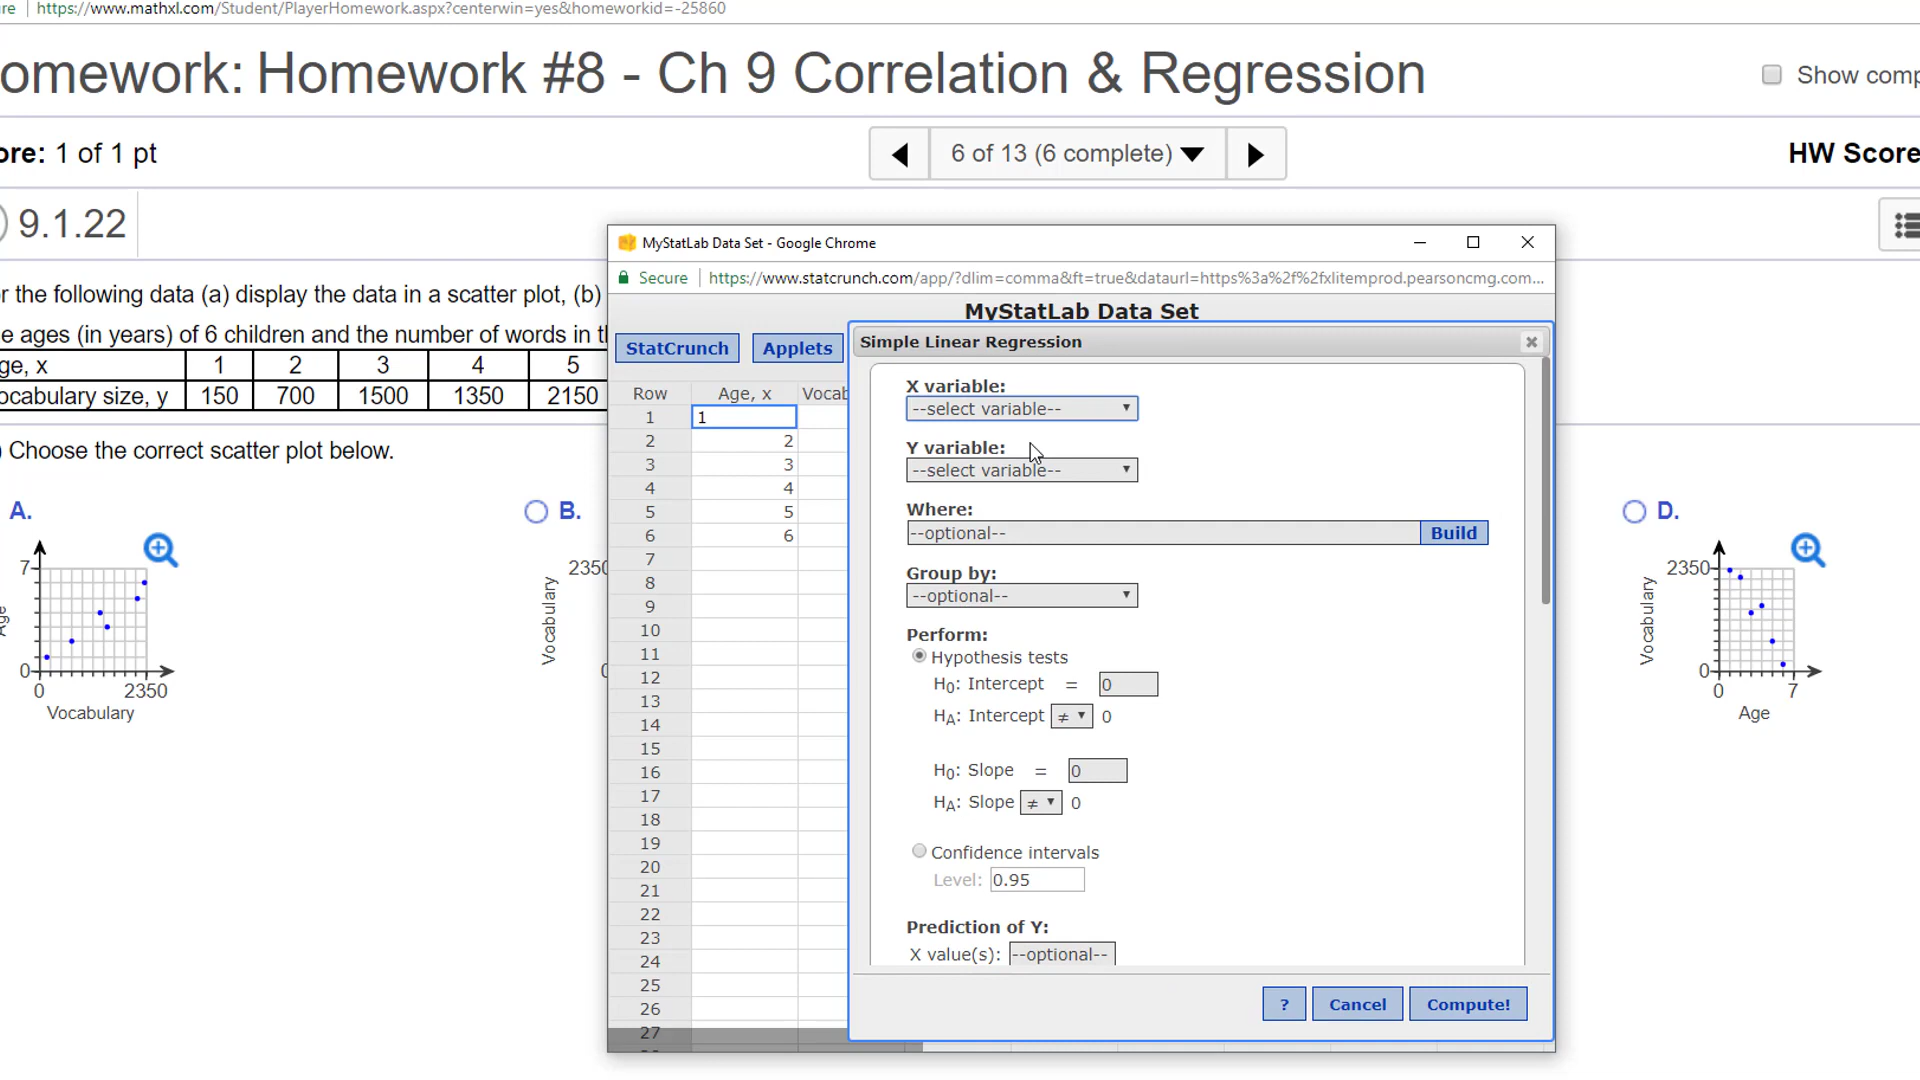 re https://www.mathxl.com/Student/PlayerHomework.aspx?centerwin=yes&homeworkid=-25860
omework: Homework #8 - Ch 9 Correlation & Regression
Show comp
ore: 1 of 1 pt
6 of 13 (6 complete)
HW Score
9.1.22
r the following data (a) display the data in a scatter plot, (b)
e ages (in years) of 6 children and the number of words in th
ge, x 1 2 3 4 5
ocabulary size, y 150 700 1500 1350 2150
) Choose the correct scatter plot below.
A.
7
Age
0
0 2350
Vocabulary
B.
2350
Vocabulary
0
MyStatLab Data Set - Google Chrome
Secure https://www.statcrunch.com/app/?dlim=comma&ft=true&dataurl=https%3a%2f%2fxlitemprod.pearsoncmg.com...
MyStatLab Data Set
StatCrunch Applets
Row Age, x Vocab
1 1
2 2
3 3
4 4
5 5
6 6
7
8
9
10
11
12
13
14
15
16
17
18
19
20
21
22
23
24
25
26
27
Simple Linear Regression
X variable:
--select variable--
Y variable:
--select variable--
Where:
--optional-- Build
Group by:
--optional--
Perform:
Hypothesis tests
H0: Intercept = 0
HA: Intercept ≠ 0
H0: Slope = 0
HA: Slope ≠ 0
Confidence intervals
Level: 0.95
Prediction of Y:
X value(s): --optional--
? Cancel Compute!
D.
2350
Vocabulary
0
0 7
Age